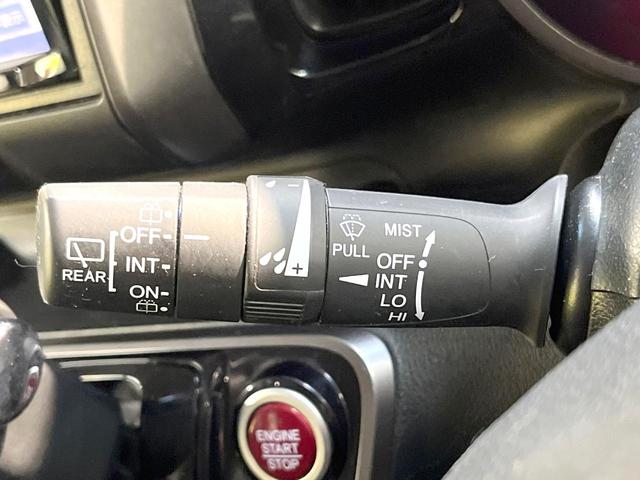 OFF
INT
ON
REAR
- 
+
PULL
MIST
OFF
INT
LO
HI
ENGINE
START
STOP